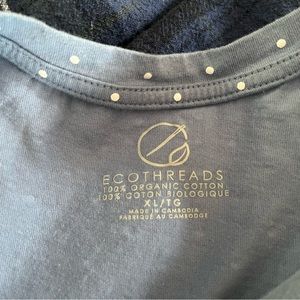 ECOTHREADS
100% ORGANIC COTTON
100% COTON BIOLOGIQUE
XL/TG
MADE IN CAMBODIA
FABRIQUÉ AU CAMBODGE